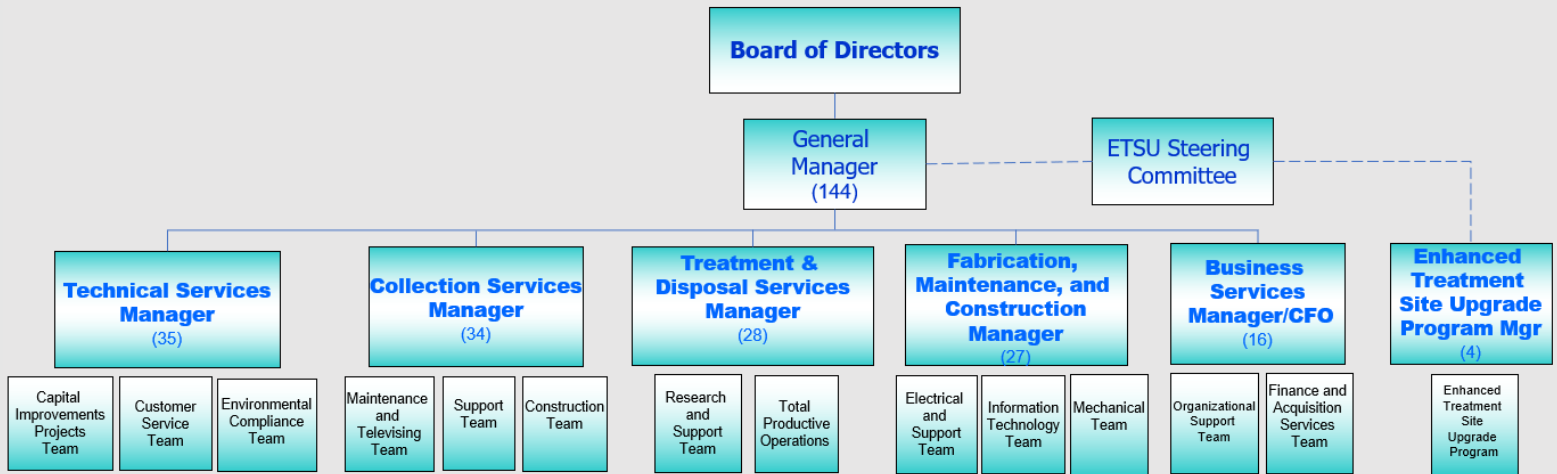 Board of Directors
General
Manager
(144)
ETSU Steering
Committee
Technical Services
Manager
(35)
Collection Services
Manager
(34)
Treatment &
Disposal Services
Manager
(28)
Fabrication,
Maintenance, and
Construction
Manager
(27)
Business
Services
Manager/CFO
(16)
Enhanced
Treatment
Site Upgrade
Program Mgr
(4)
Capital
Improvements
Projects
Team
Customer
Service
Team
Environmental
Compliance
Team
Maintenance
and
Televising
Team
Support
Team
Construction
Team
Research
and
Support
Team
Total
Productive
Operations
Electrical
and
Support
Team
Information
Technology
Team
Mechanical
Team
Organizational
Support
Team
Finance and
Acquisition
Services
Team
Enhanced
Treatment
Site
Upgrade
Program